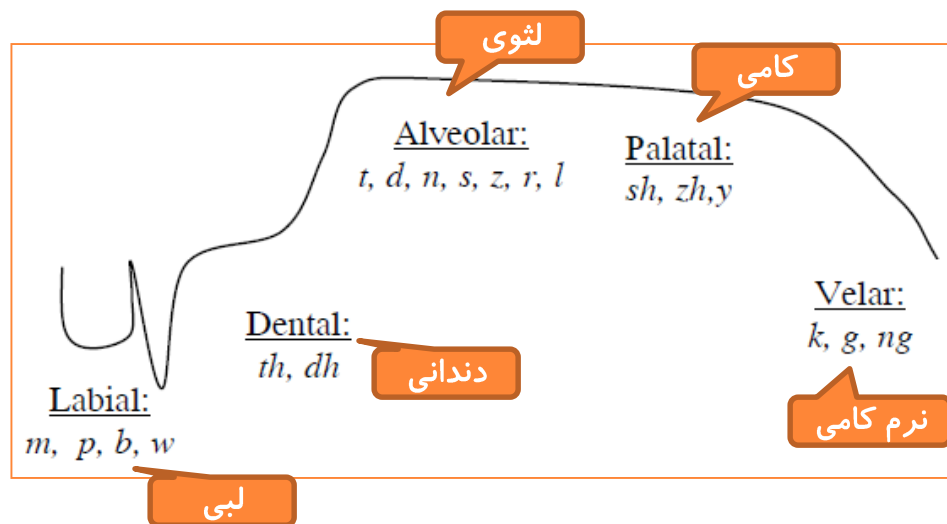 لثوی
کامی
Alveolar:
t, d, n, s, z, r, l
Palatal:
sh, zh,y
Velar:
k, g, ng
Dental:
th, dh
دندانی
نرم کامی
Labial:
m, p, b, w
لبی